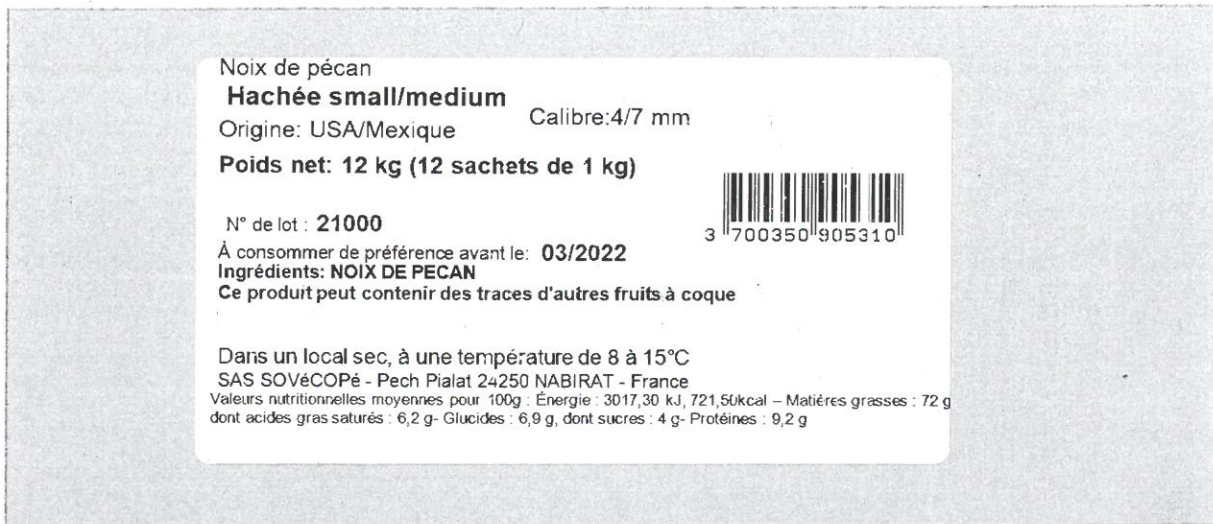 Noix de pécan
Hachée small/medium
Calibre:4/7 mm
Origine: USA/Mexique
Poids net: 12 kg (12 sachets de 1 kg)
3 700350 905310
N° de lot : 21000
À consommer de préférence avant le: 03/2022
Ingrédients: NOIX DE PECAN
Ce produit peut contenir des traces d'autres fruits à coque
Dans un local sec, à une température de 8 à 15°C
SAS SOVéCOPé - Pech Pialat 24250 NABIRAT - France
Valeurs nutritionnelles moyennes pour 100g : Énergie : 3017,30 kJ, 721,50kcal – Matières grasses : 72 g
dont acides gras saturés : 6,2 g- Glucides : 6,9 g, dont sucres : 4 g- Protéines : 9,2 g